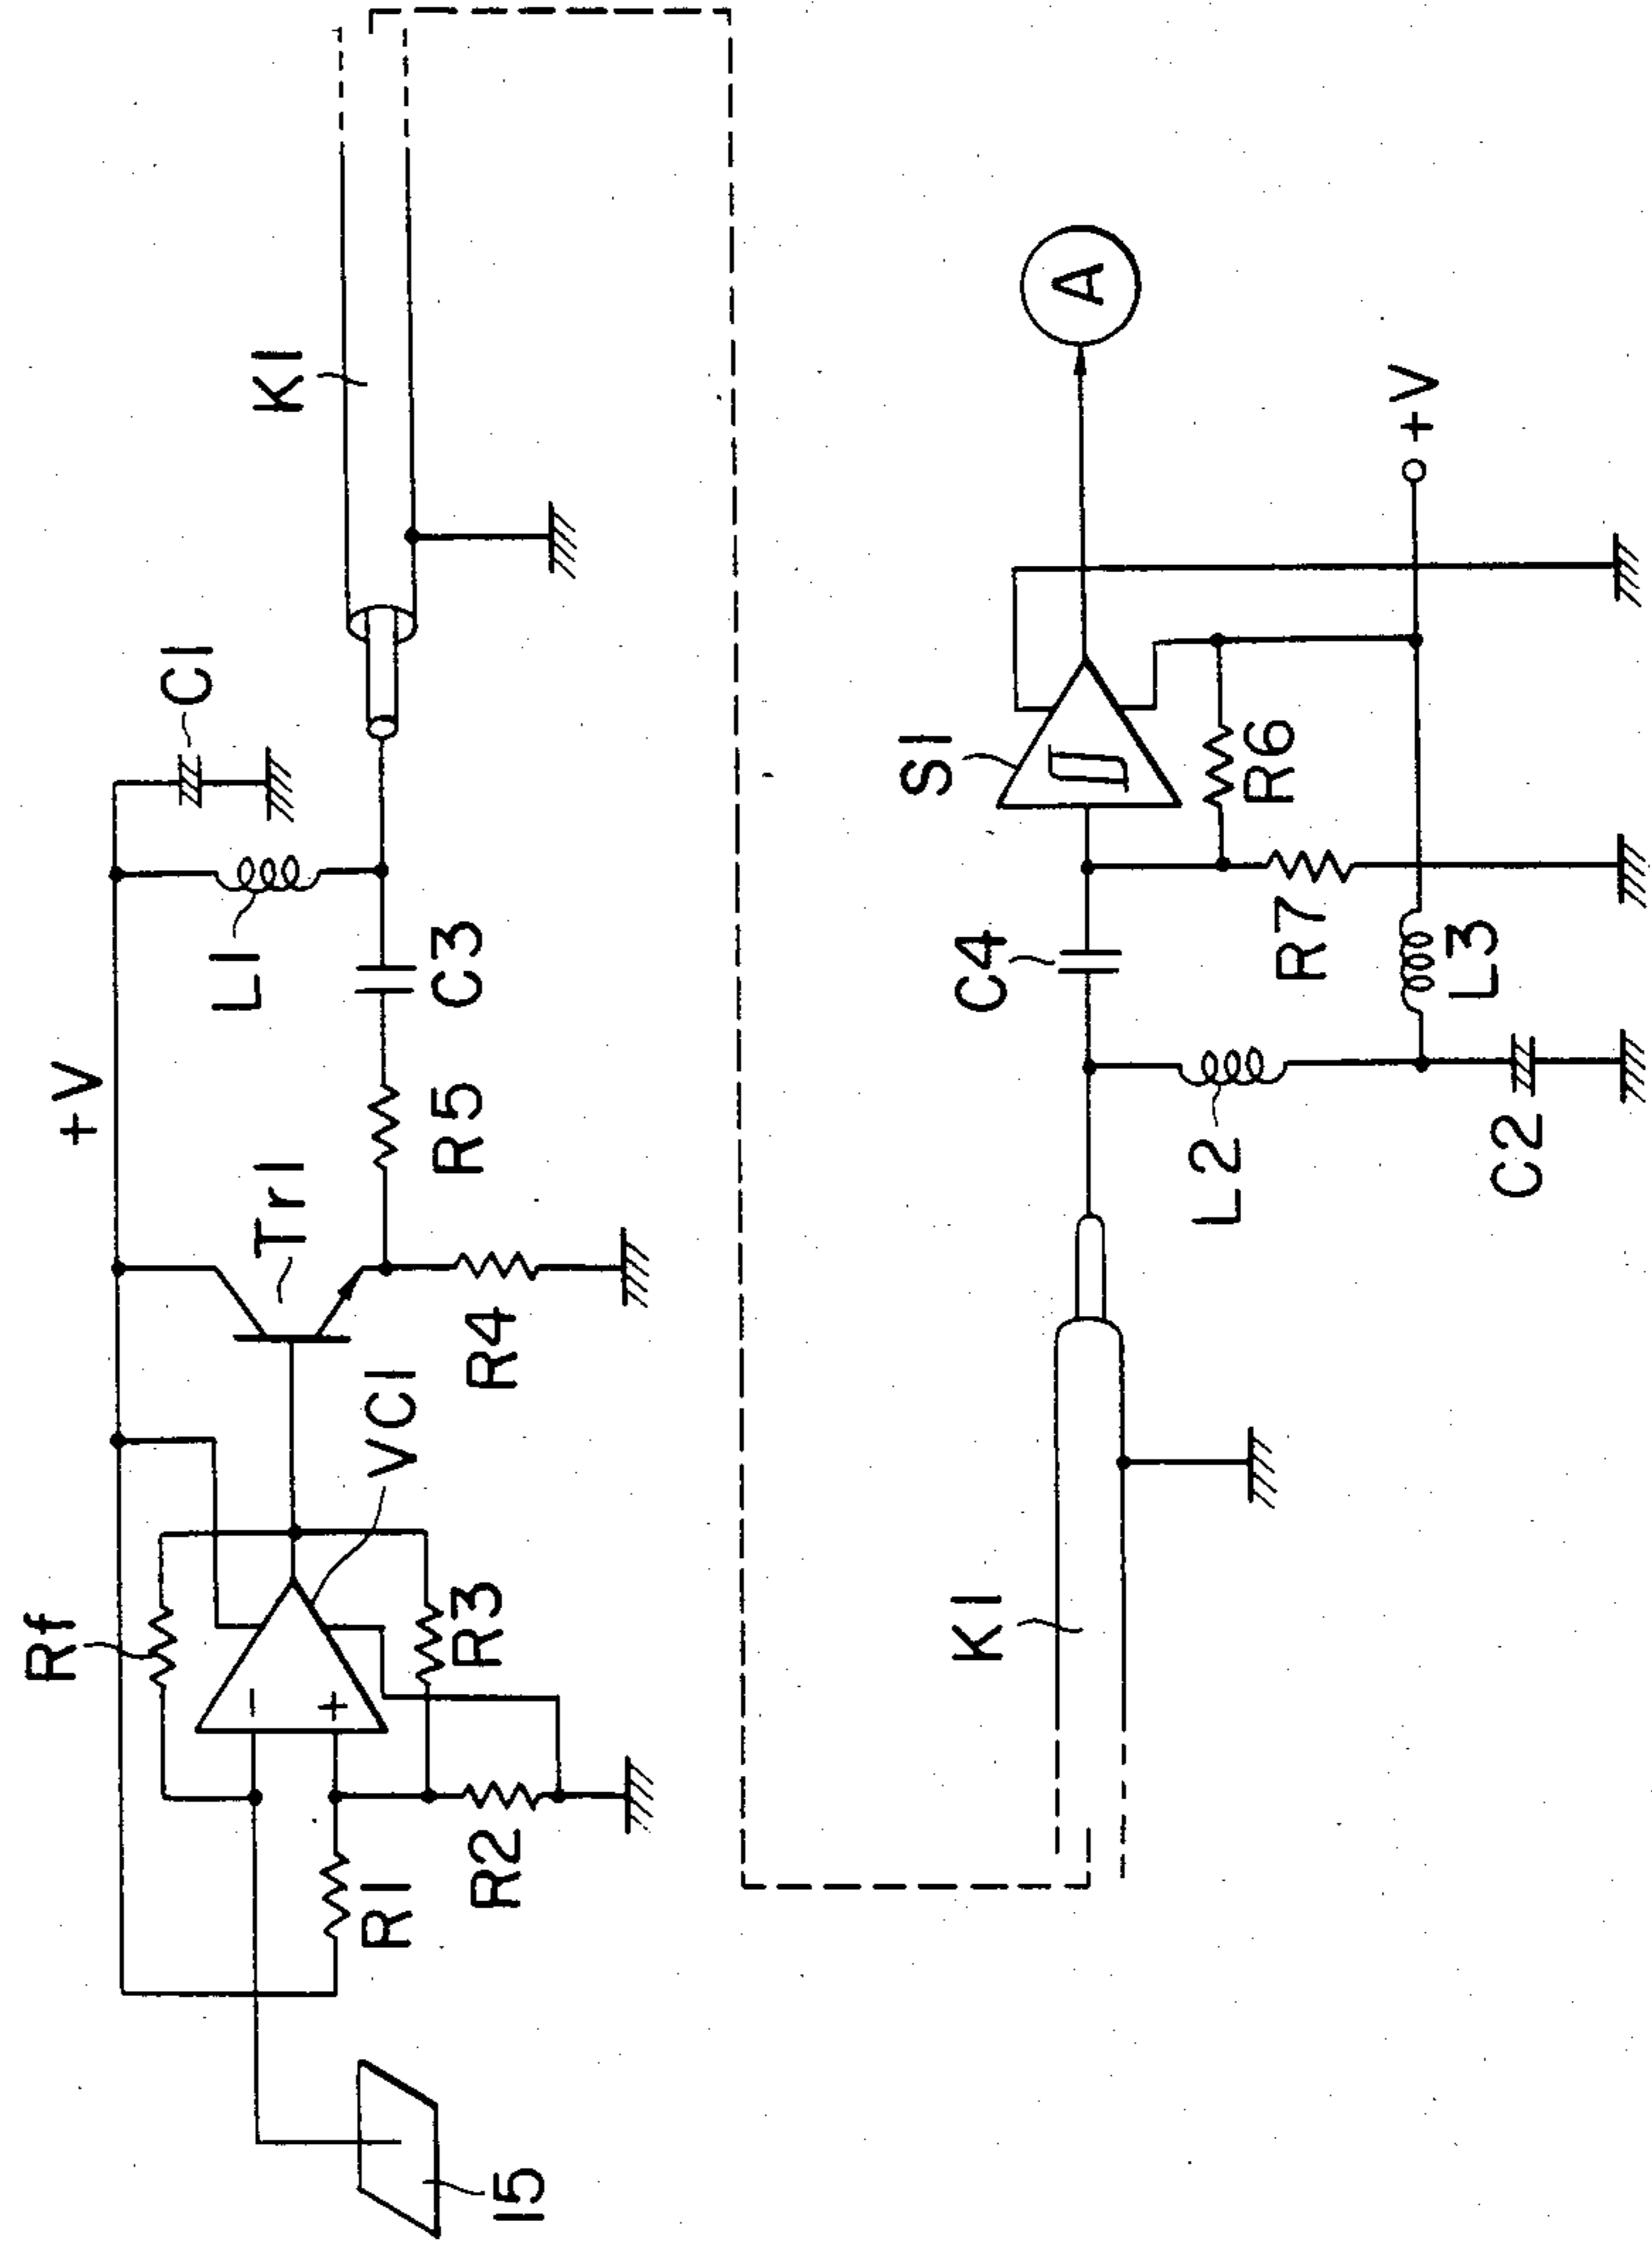 +V
Rf
VC1
Tr1
L1
C1
K1
15
R1
R2
R3
R4
R5
C3
-
+
K1
C4
S1
A
L2
R7
R6
+V
C2
L3